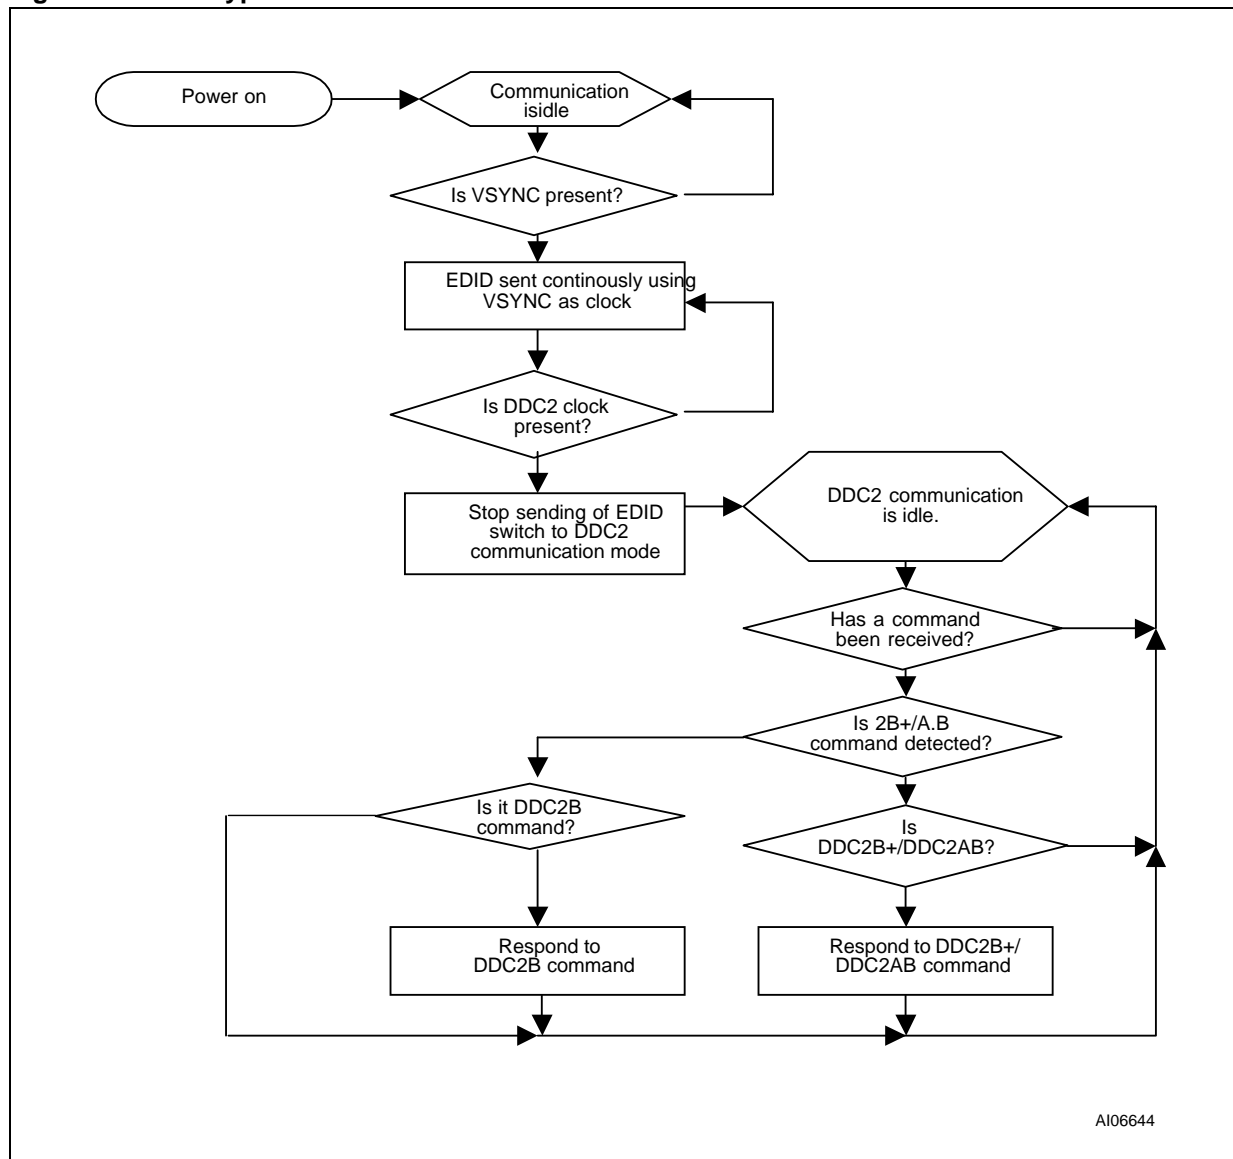 Power on
Communication
isidle
Is VSYNC present?
EDID sent continously using
VSYNC as clock
Is DDC2 clock
present?
Stop sending of EDID
switch to DDC2
communication mode
DDC2 communication
is idle.
Has a command
been received?
Is 2B+/A.B
command detected?
Is it DDC2B
command?
Is
DDC2B+/DDC2AB?
Respond to
DDC2B command
Respond to DDC2B+/
DDC2AB command
AI06644